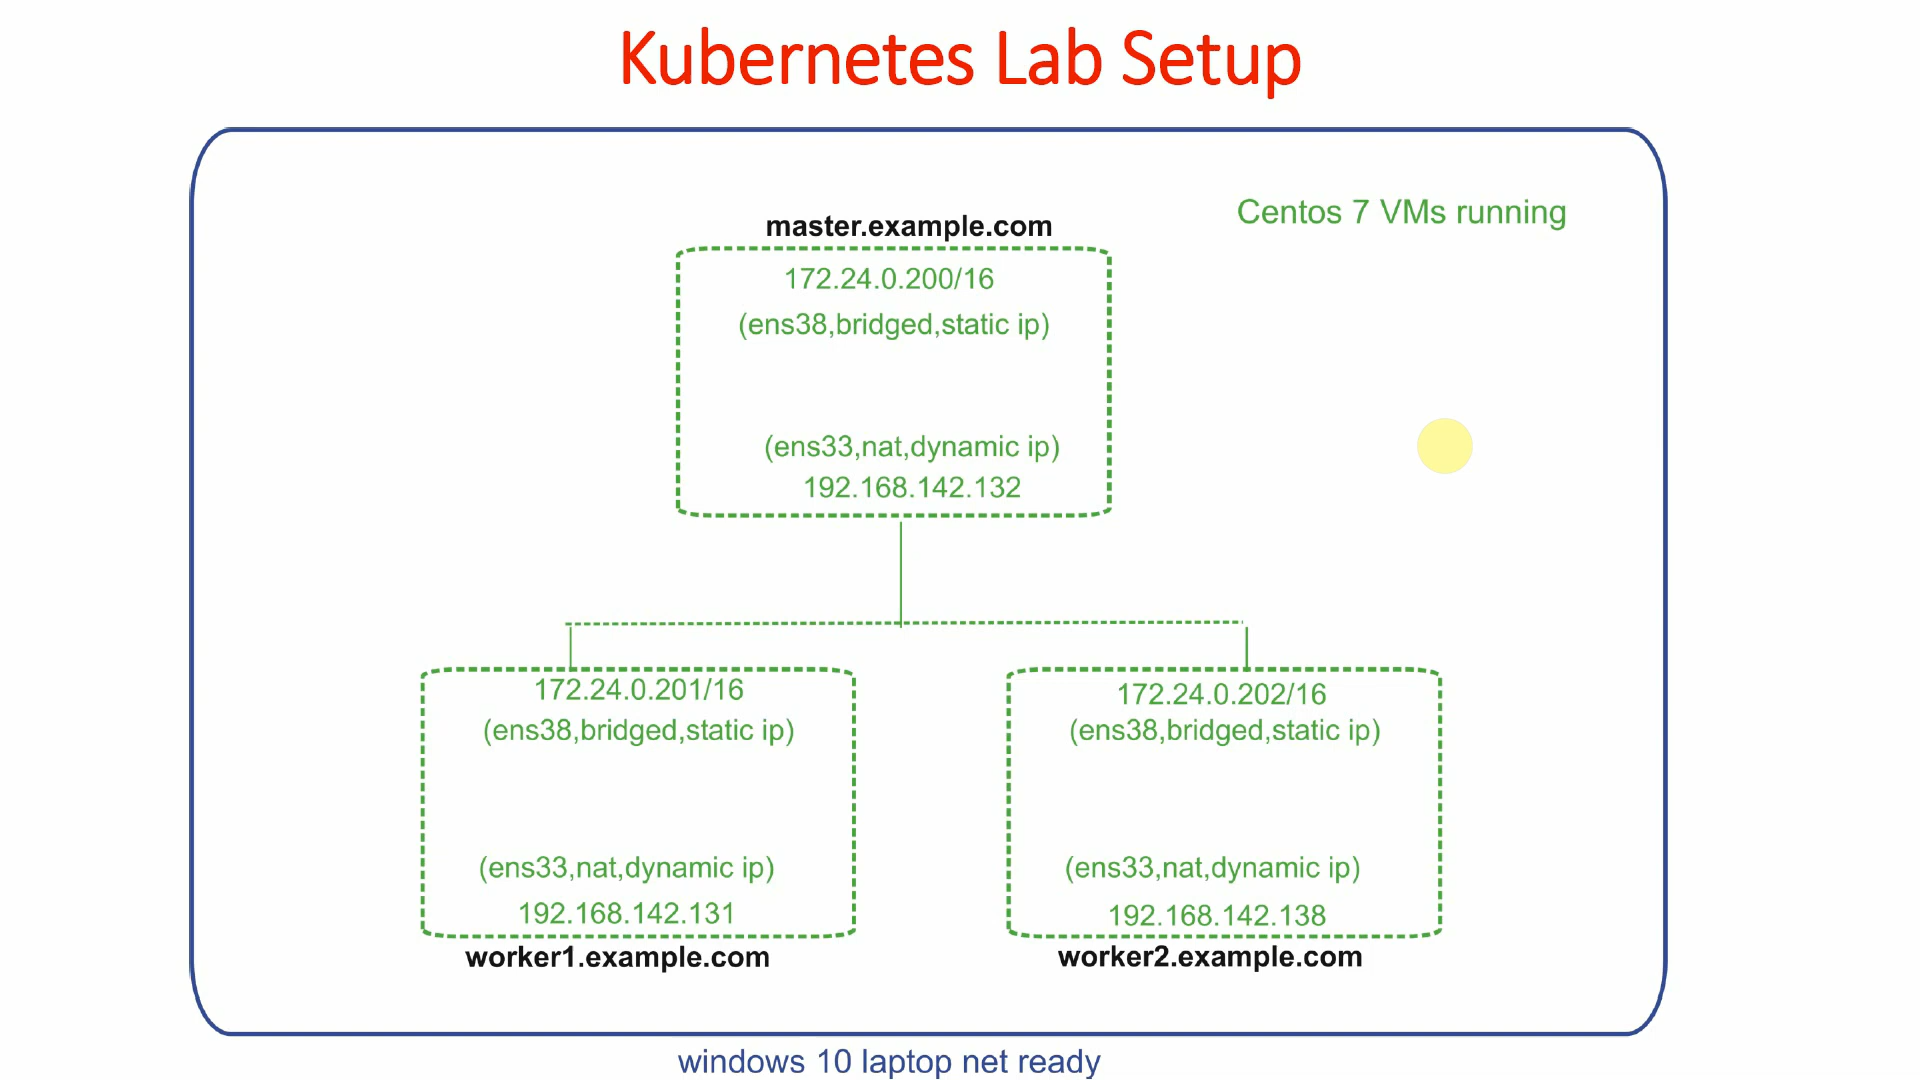 Kubernetes Lab Setup
Centos 7 VMs running
master.example.com
172.24.0.200/16
(ens38,bridged,static ip)
(ens33,nat,dynamic ip)
192.168.142.132
172.24.0.201/16
(ens38,bridged,static ip)
(ens33,nat,dynamic ip)
192.168.142.131
worker1.example.com
172.24.0.202/16
(ens38,bridged,static ip)
(ens33,nat,dynamic ip)
192.168.142.138
worker2.example.com
windows 10 laptop net ready